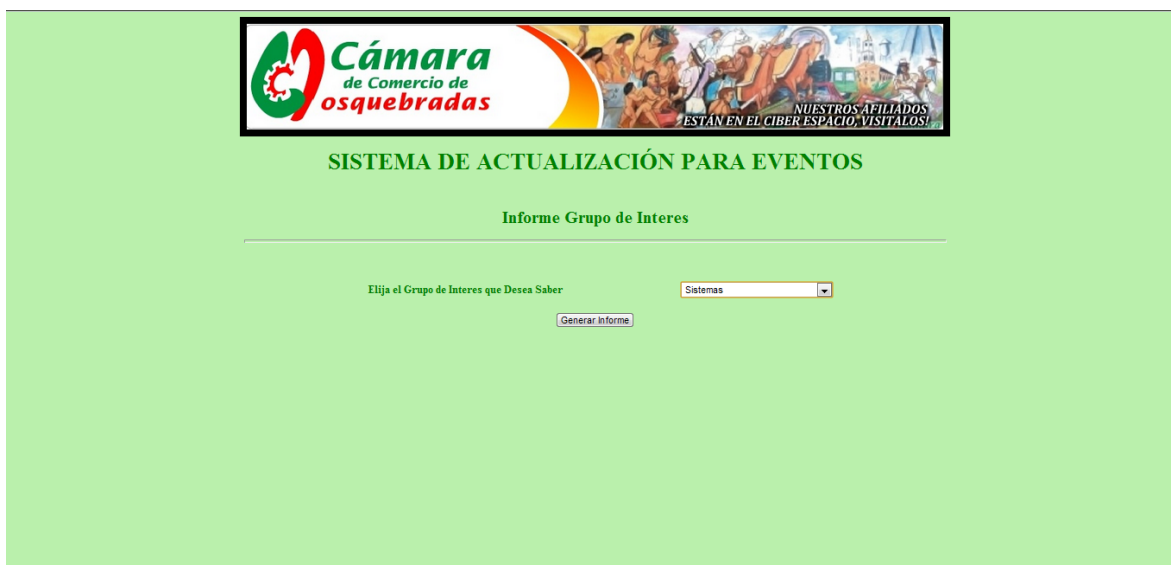 Cámara
de Comercio de
osquebradas
NUESTROS AFILIADOS
ESTÁN EN EL CIBER ESPACIO, VISITALOS!
SISTEMA DE ACTUALIZACIÓN PARA EVENTOS
Informe Grupo de Interes
Elija el Grupo de Interes que Desea Saber
Sistemas
Generar Informe